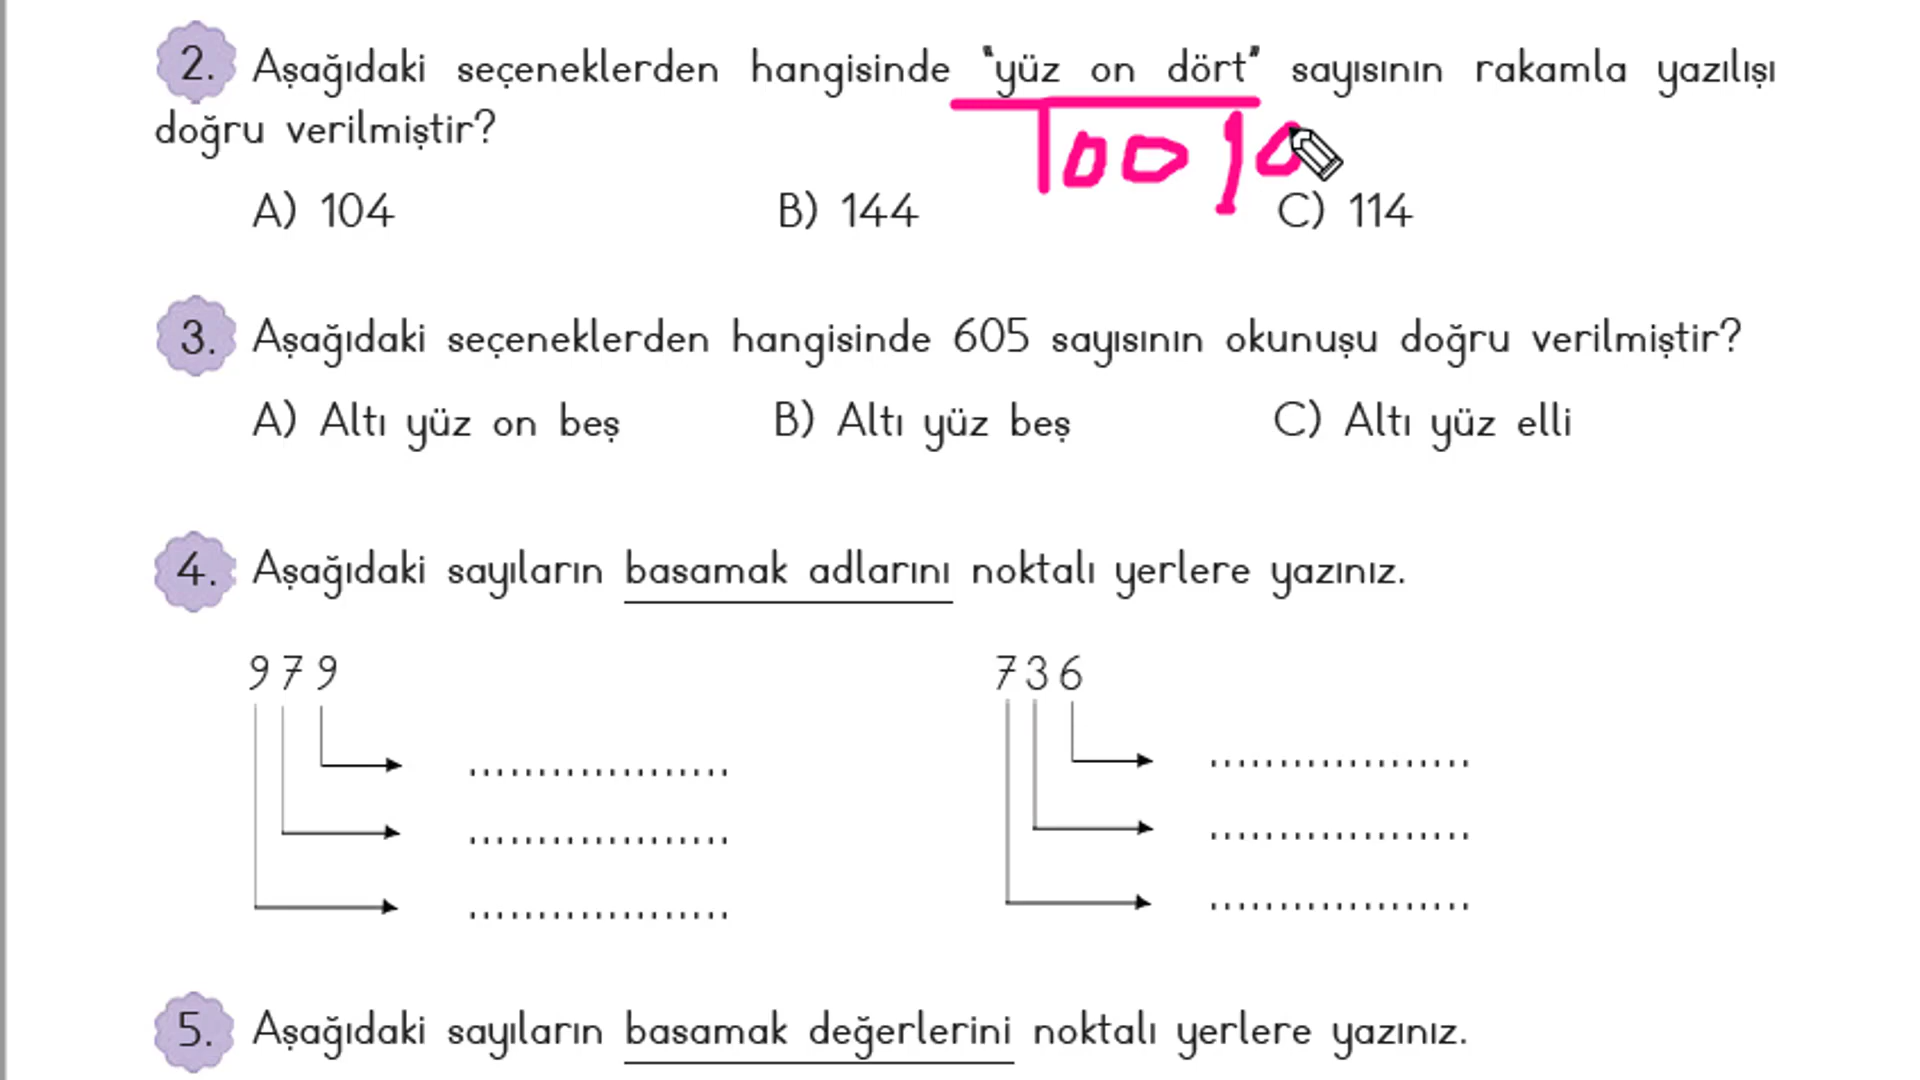 2. Aşağıdaki seçeneklerden hangisinde "yüz on dört" sayısının rakamla yazılışı
doğru verilmiştir?
100 10
A) 104 B) 144 C) 114
3. Aşağıdaki seçeneklerden hangisinde 605 sayısının okunuşu doğru verilmiştir?
A) Altı yüz on beş B) Altı yüz beş C) Altı yüz elli
4. Aşağıdaki sayıların basamak adlarını noktalı yerlere yazınız.
979 736
................... ...................
................... ...................
................... ...................
5. Aşağıdaki sayıların basamak değerlerini noktalı yerlere yazınız.